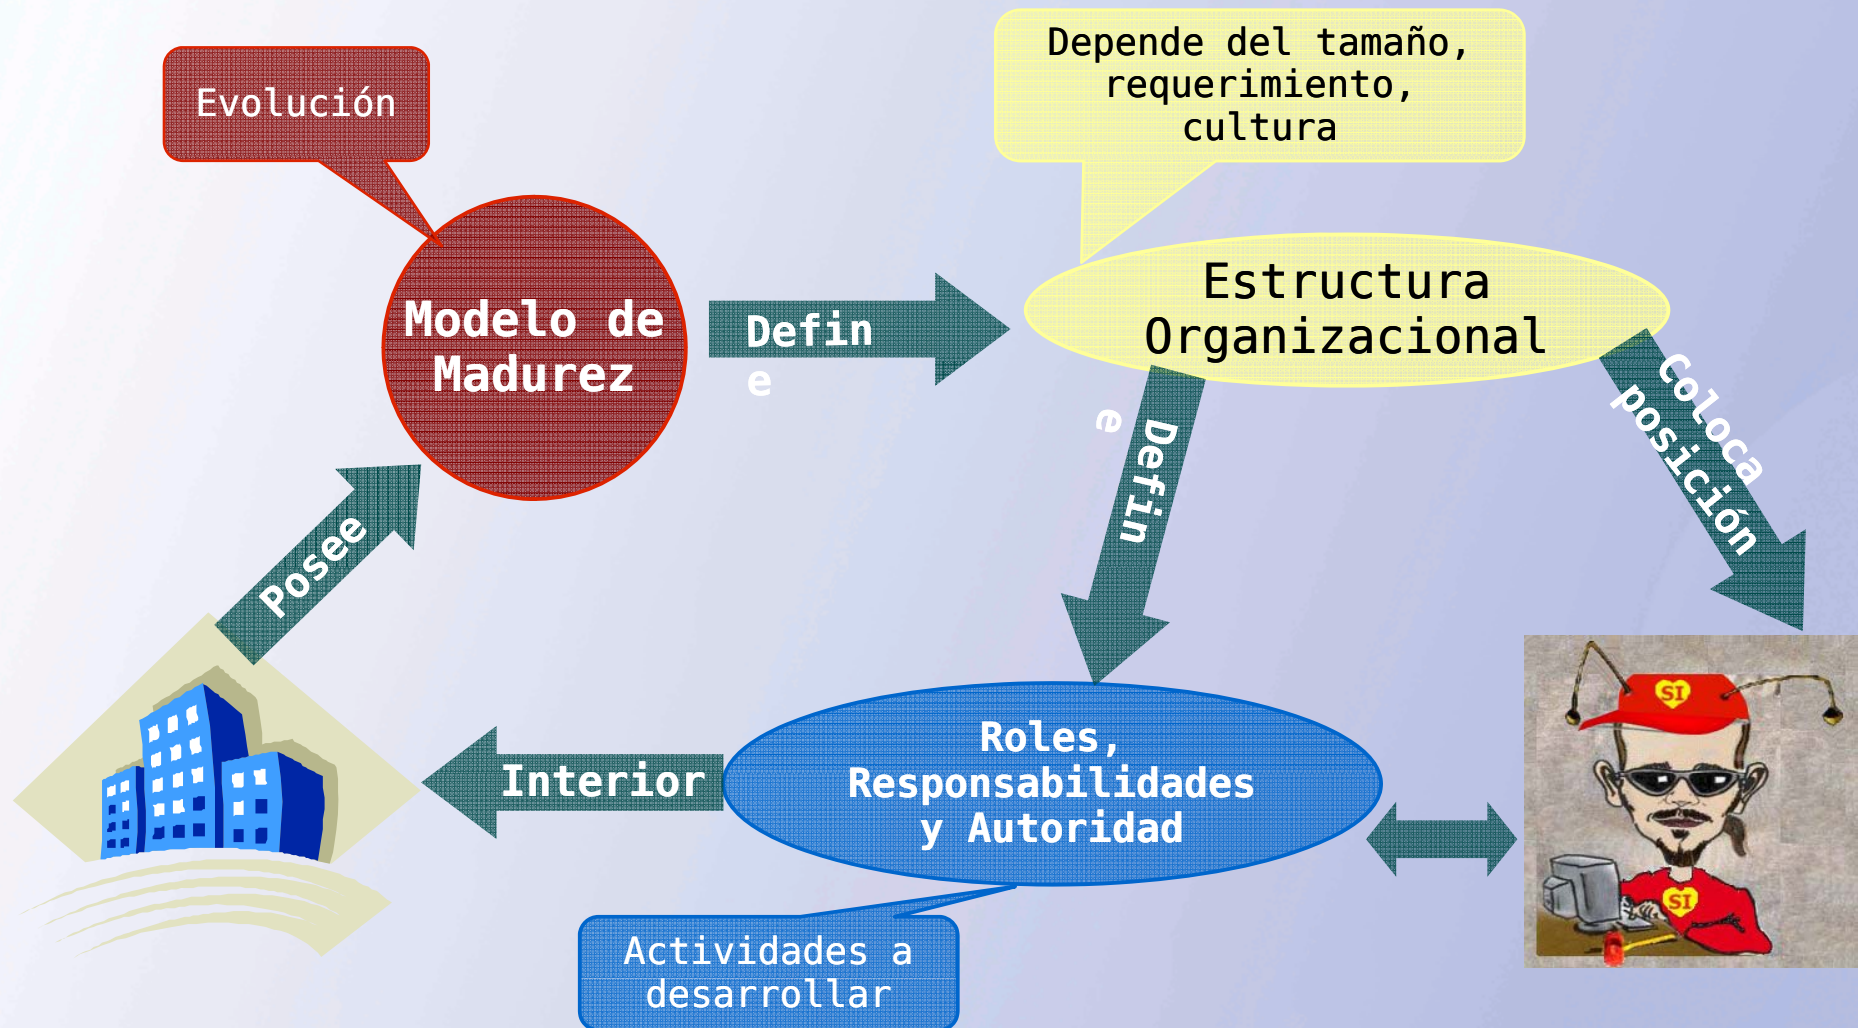 Evolución
Depende del tamaño,
requerimiento,
cultura
Modelo de
Madurez
Defin
e
Estructura
Organizacional
Defin
e
Coloca
posición
Posee
Interior
Roles,
Responsabilidades
y Autoridad
Actividades a
desarrollar
SI
SI